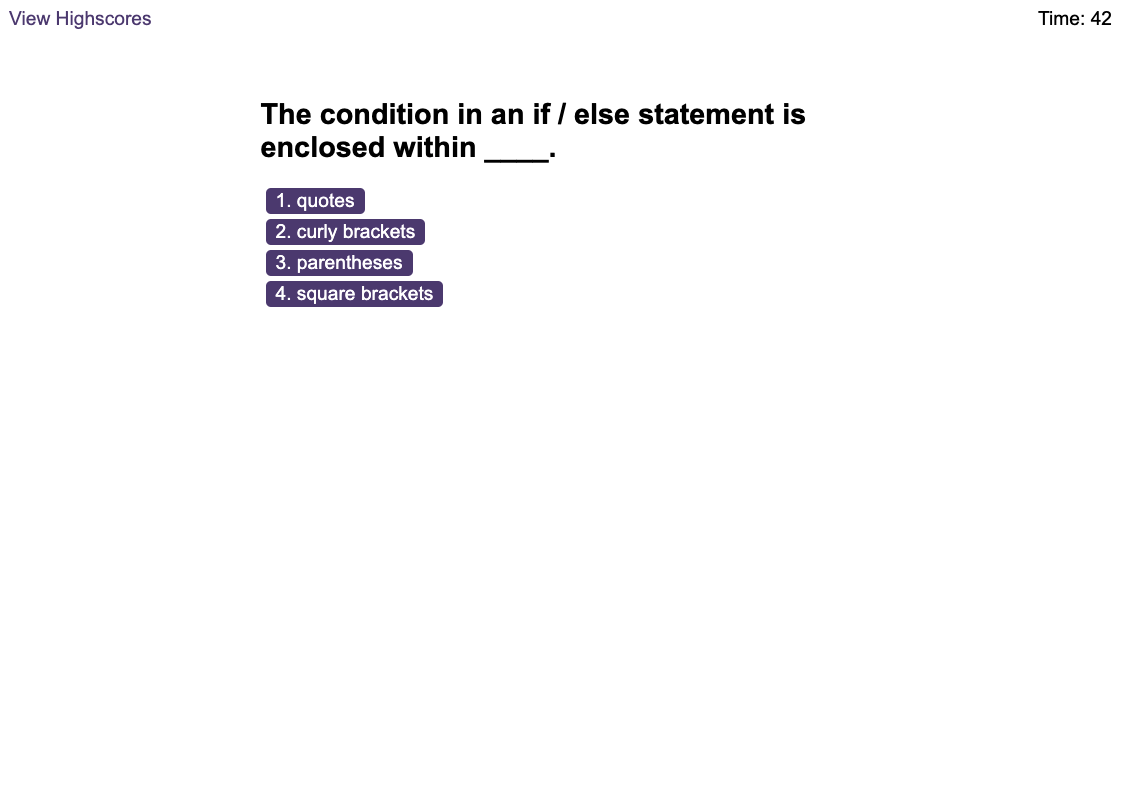 View Highscores
Time: 42
The condition in an if / else statement is
enclosed within ____.
1. quotes
2. curly brackets
3. parentheses
4. square brackets